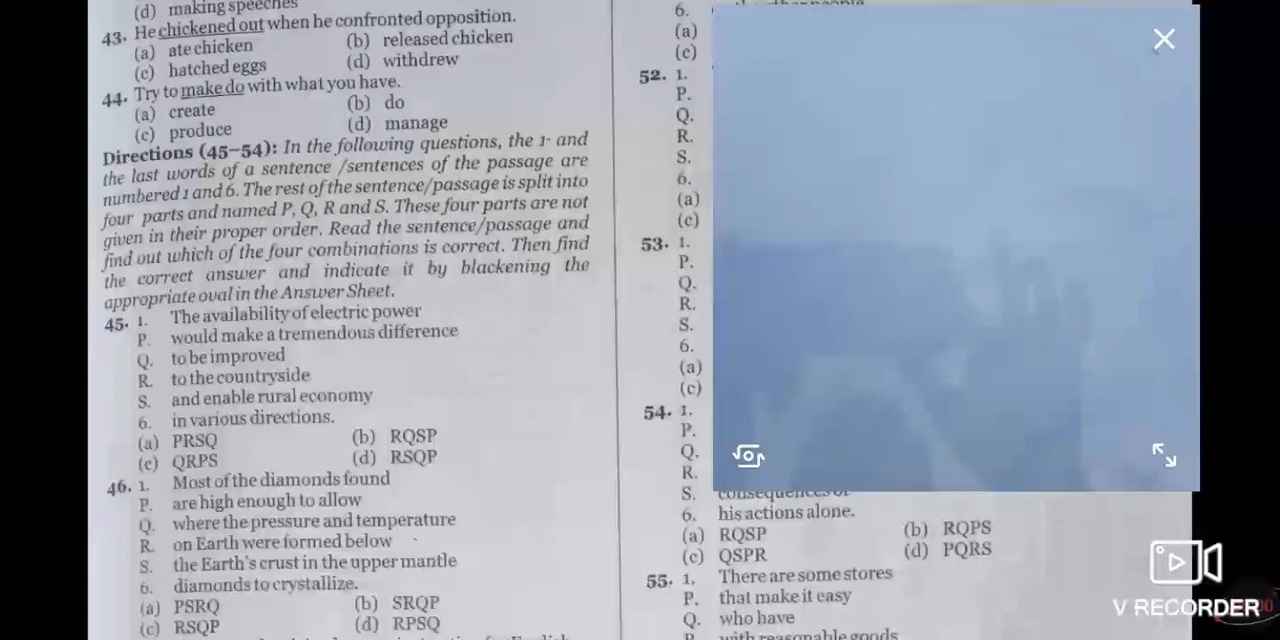 (d) making speeches
43. He chickened out when he confronted opposition.
(a) ate chicken (b) released chicken
(c) hatched eggs (d) withdrew
44. Try to make do with what you have.
(a) create (b) do
(c) produce (d) manage
Directions (45–54): In the following questions, the 1- and
the last words of a sentence /sentences of the passage are
numbered 1 and 6. The rest of the sentence/passage is split into
four parts and named P, Q, R and S. These four parts are not
given in their proper order. Read the sentence/passage and
find out which of the four combinations is correct. Then find
the correct answer and indicate it by blackening the
appropriate oval in the Answer Sheet.
45. 1. The availability of electric power
P. would make a tremendous difference
Q. to be improved
R. to the countryside
S. and enable rural economy
6. in various directions.
(a) PRSQ (b) RQSP
(c) QRPS (d) RSQP
46. 1. Most of the diamonds found
P. are high enough to allow
Q. where the pressure and temperature
R. on Earth were formed below
S. the Earth's crust in the upper mantle
6. diamonds to crystallize.
(a) PSRQ (b) SRQP
(c) RSQP (d) RPSQ
6.
(a)
(c)
52. 1.
P.
Q.
R.
S.
6.
(a)
(c)
53. 1.
P.
Q.
R.
S.
6.
(a)
(c)
54. 1.
P.
Q.
R.
S. consequences of
6. his actions alone.
(a) RQSP (b) RQPS
(c) QSPR (d) PQRS
55. 1. There are some stores
P. that make it easy
Q. who have
R. with reasonable goods
V RECORDER